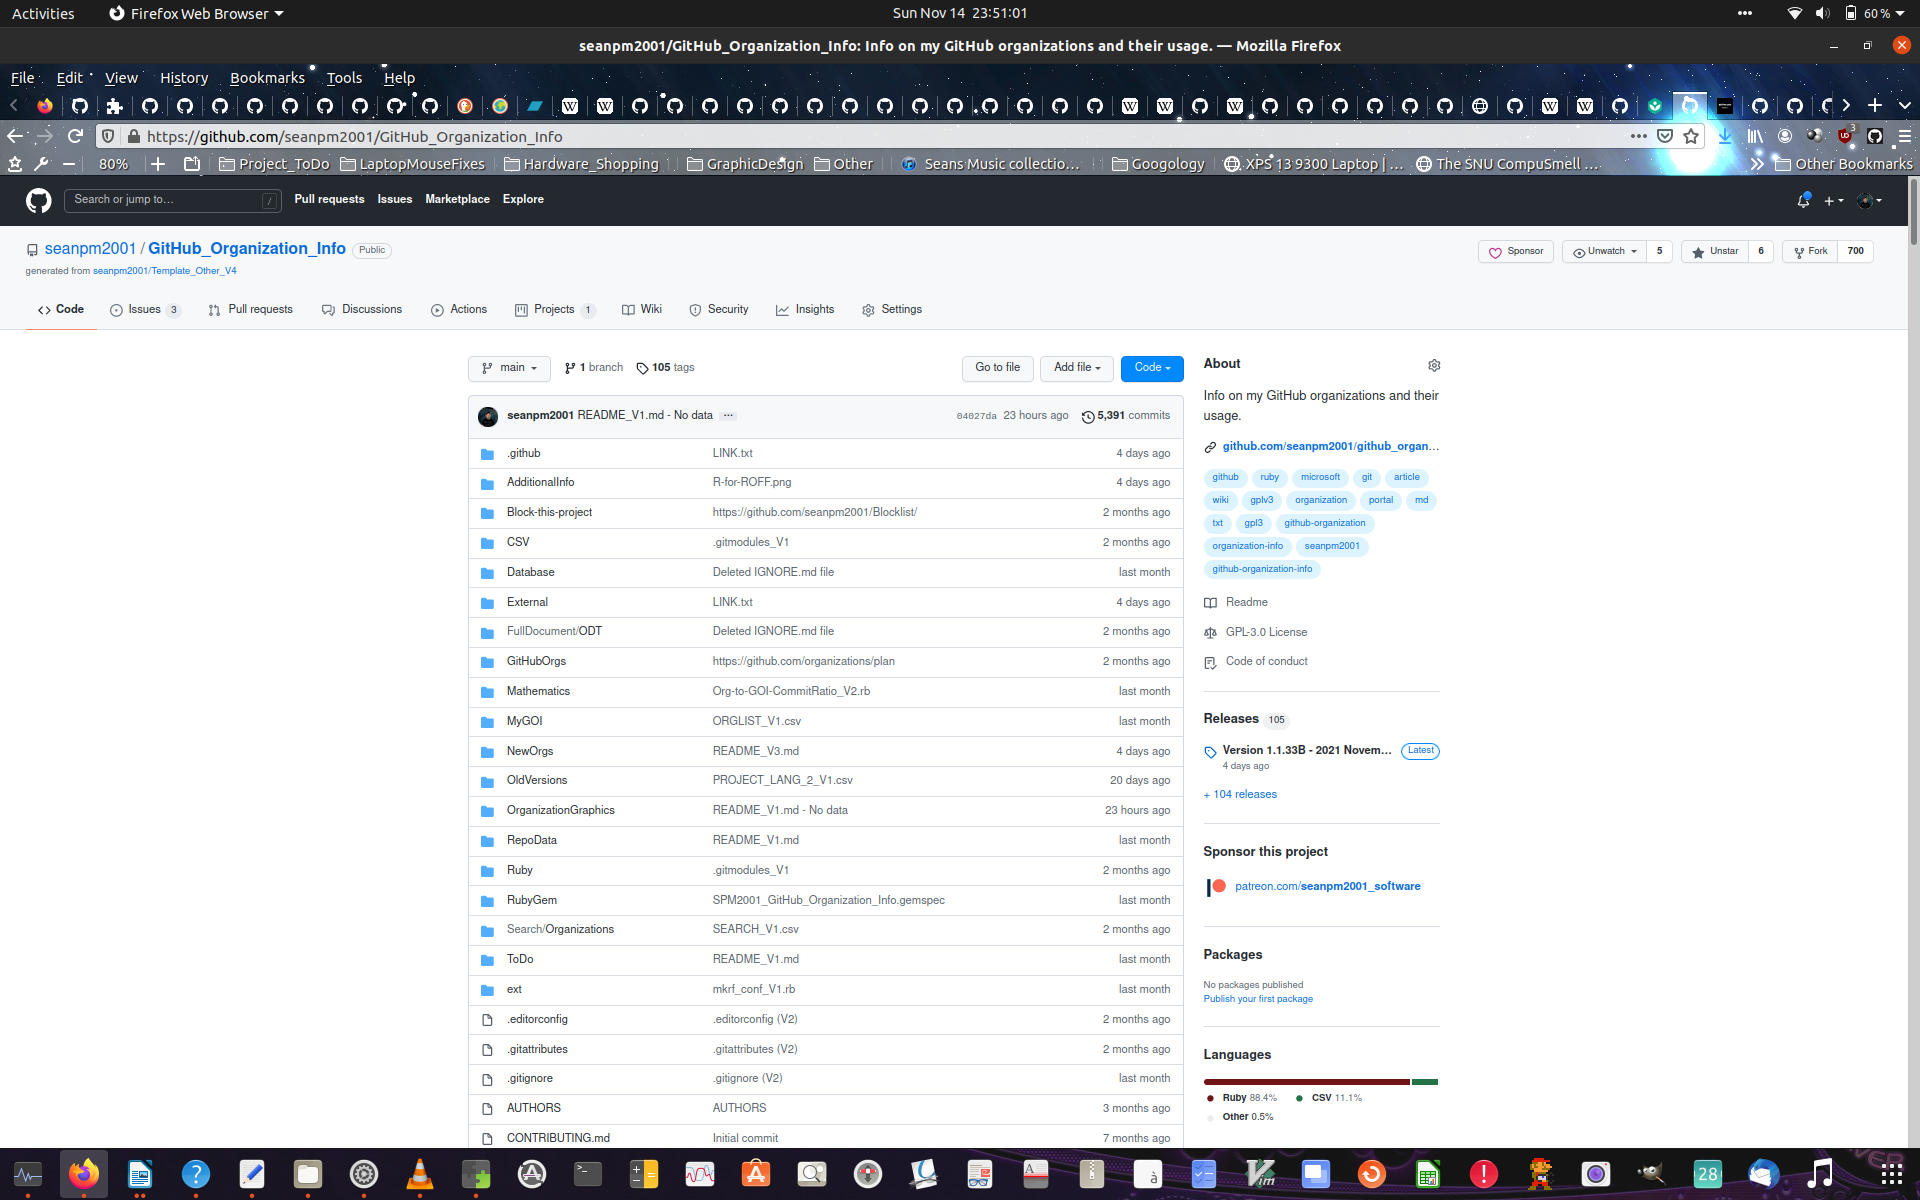 Activities Firefox Web Browser Sun Nov 14 23:51:01 60 %
seanpm2001/GitHub_Organization_Info: Info on my GitHub organizations and their usage. — Mozilla Firefox
File Edit View History Bookmarks Tools Help
https://github.com/seanpm2001/GitHub_Organization_Info 3
80% Project_ToDo LaptopMouseFixes Hardware_Shopping GraphicDesign Other Seans Music collectio… Googology XPS 13 9300 Laptop | … The SNU CompuSmell … Other Bookmarks
Search or jump to… / Pull requests Issues Marketplace Explore
seanpm2001 / GitHub_Organization_Info Public Sponsor Unwatch 5 Unstar 6 Fork 700
generated from seanpm2001/Template_Other_V4
Code Issues 3 Pull requests Discussions Actions Projects 1 Wiki Security Insights Settings
main 1 branch 105 tags Go to file Add file Code
seanpm2001 README_V1.md - No data ... 04027da 23 hours ago 5,391 commits
.github LINK.txt 4 days ago
AdditionalInfo R-for-ROFF.png 4 days ago
Block-this-project https://github.com/seanpm2001/Blocklist/ 2 months ago
CSV .gitmodules_V1 2 months ago
Database Deleted IGNORE.md file last month
External LINK.txt 4 days ago
FullDocument/ODT Deleted IGNORE.md file 2 months ago
GitHubOrgs https://github.com/organizations/plan 2 months ago
Mathematics Org-to-GOI-CommitRatio_V2.rb last month
MyGOI ORGLIST_V1.csv last month
NewOrgs README_V3.md 4 days ago
OldVersions PROJECT_LANG_2_V1.csv 20 days ago
OrganizationGraphics README_V1.md - No data 23 hours ago
RepoData README_V1.md last month
Ruby .gitmodules_V1 2 months ago
RubyGem SPM2001_GitHub_Organization_Info.gemspec last month
Search/Organizations SEARCH_V1.csv 2 months ago
ToDo README_V1.md last month
ext mkrf_conf_V1.rb last month
.editorconfig .editorconfig (V2) 2 months ago
.gitattributes .gitattributes (V2) 2 months ago
.gitignore .gitignore (V2) last month
AUTHORS AUTHORS 3 months ago
CONTRIBUTING.md Initial commit 7 months ago
About
Info on my GitHub organizations and their
usage.
github.com/seanpm2001/github_organ…
github ruby microsoft git article
wiki gplv3 organization portal md
txt gpl3 github-organization
organization-info seanpm2001
github-organization-info
Readme
GPL-3.0 License
Code of conduct
Releases 105
Version 1.1.33B - 2021 Novem… Latest
4 days ago
+ 104 releases
Sponsor this project
patreon.com/seanpm2001_software
Packages
No packages published
Publish your first package
Languages
Ruby 88.4% CSV 11.1%
Other 0.5%
28